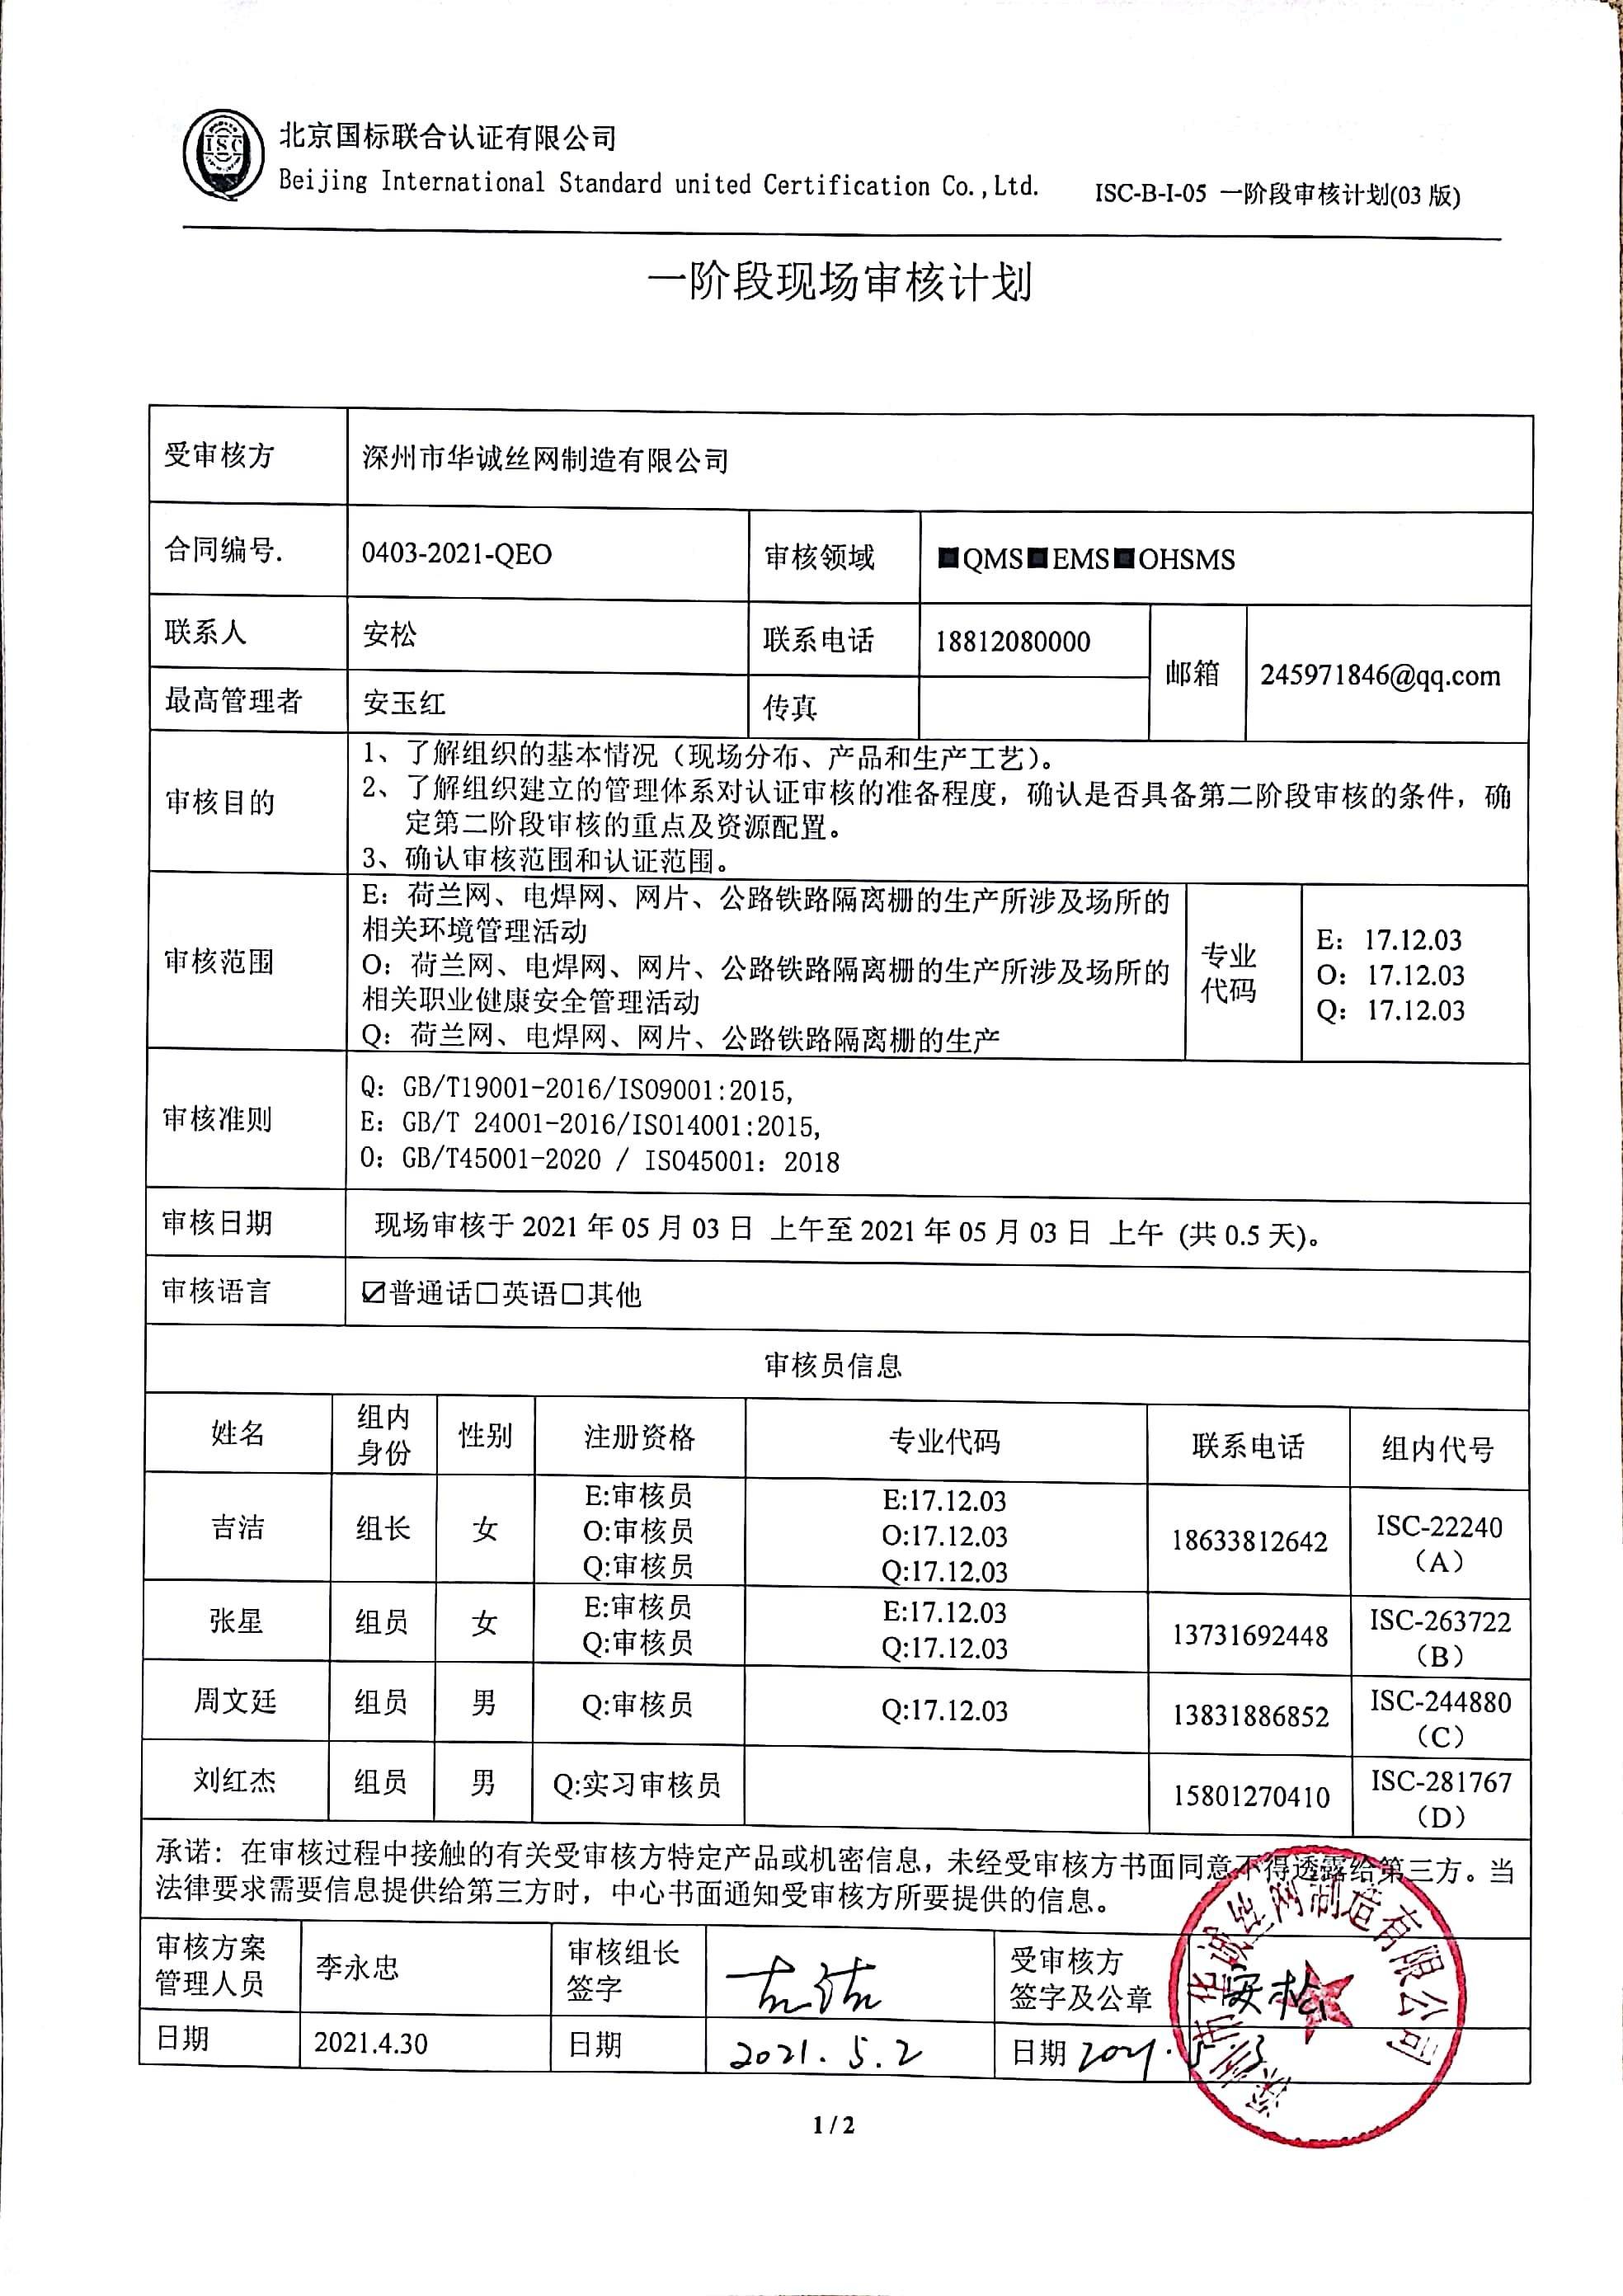 ISC
北京国标联合认证有限公司
Beijing International Standard united Certification Co.,Ltd.
ISC-B-I-05 一阶段审核计划(03 版)
一阶段现场审核计划
受审核方 深州市华诚丝网制造有限公司
合同编号. 0403-2021-QEO 审核领域 ■QMS■EMS■OHSMS
联系人 安松 联系电话 18812080000 邮箱 245971846@qq.com
最高管理者 安玉红 传真
审核目的
1、了解组织的基本情况（现场分布、产品和生产工艺）。
2、了解组织建立的管理体系对认证审核的准备程度，确认是否具备第二阶段审核的条件，确
定第二阶段审核的重点及资源配置。
3、确认审核范围和认证范围。
审核范围
E：荷兰网、电焊网、网片、公路铁路隔离栅的生产所涉及场所的
相关环境管理活动
O：荷兰网、电焊网、网片、公路铁路隔离栅的生产所涉及场所的
相关职业健康安全管理活动
Q：荷兰网、电焊网、网片、公路铁路隔离栅的生产
专业
代码
E：17.12.03
O：17.12.03
Q：17.12.03
审核准则
Q：GB/T19001-2016/ISO9001:2015,
E：GB/T 24001-2016/ISO14001:2015,
O：GB/T45001-2020 / ISO45001：2018
审核日期 现场审核于 2021 年 05 月 03 日 上午至 2021 年 05 月 03 日 上午 (共 0.5 天)。
审核语言 ☑普通话□英语□其他
审核员信息
姓名 组内
身份 性别 注册资格 专业代码 联系电话 组内代号
吉洁 组长 女
E:审核员
O:审核员
Q:审核员
E:17.12.03
O:17.12.03
Q:17.12.03
18633812642
ISC-22240
（A）
张星 组员 女
E:审核员
Q:审核员
E:17.12.03
Q:17.12.03
13731692448
ISC-263722
（B）
周文廷 组员 男 Q:审核员 Q:17.12.03 13831886852
ISC-244880
（C）
刘红杰 组员 男 Q:实习审核员 15801270410
ISC-281767
（D）
承诺：在审核过程中接触的有关受审核方特定产品或机密信息，未经受审核方书面同意不得透露给第三方。当
法律要求需要信息提供给第三方时，中心书面通知受审核方所要提供的信息。
审核方案
管理人员
李永忠
审核组长
签字
吉洁
受审核方
签字及公章
安松
日期 2021.4.30 日期 2021.5.2 日期 2021.5.3
深州市华诚丝网制造有限公司
1 / 2